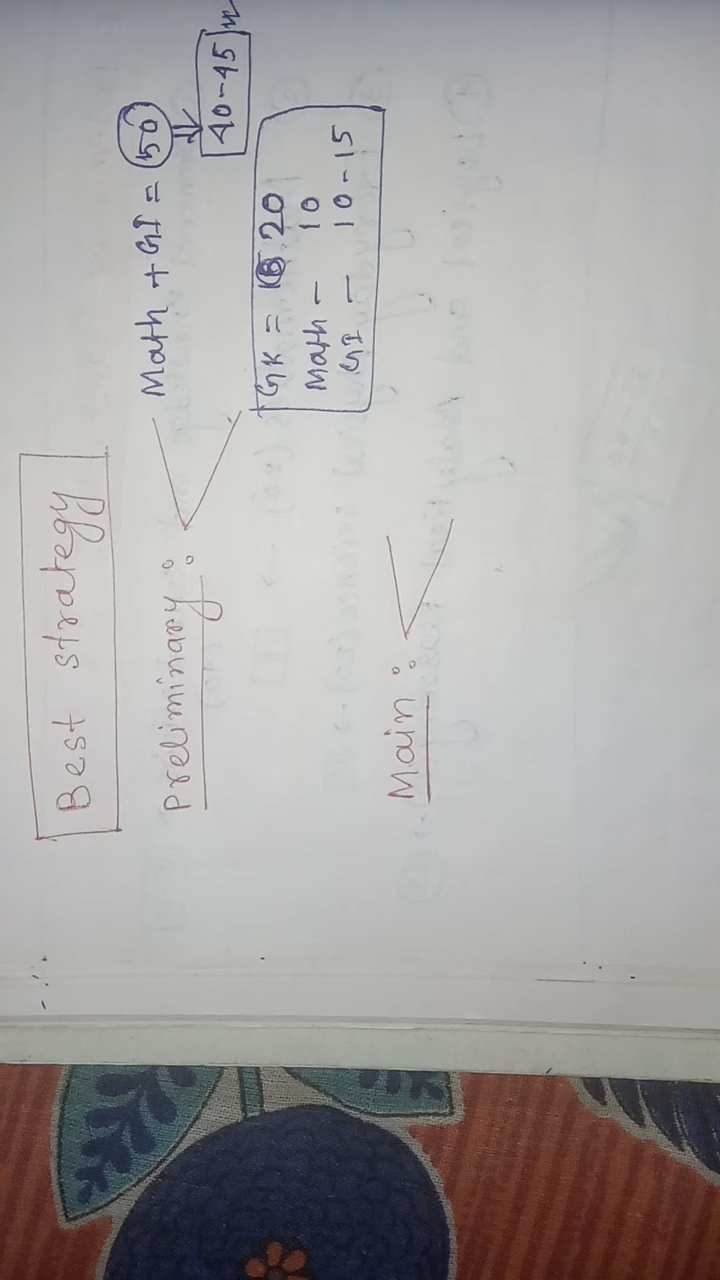 Best strategy
Preliminary :
Math + GI = 50
40-45
GK = 20
Math - 10
GI - 10-15
Main :